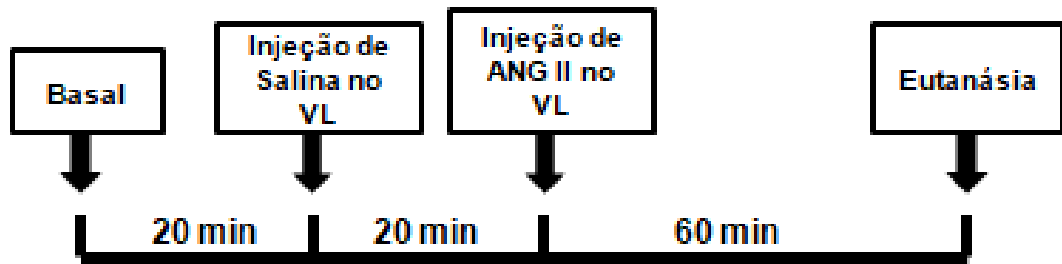 Basal
Injeção de
Salina no
VL
Injeção de
ANG II no
VL
Eutanásia
20 min
20 min
60 min